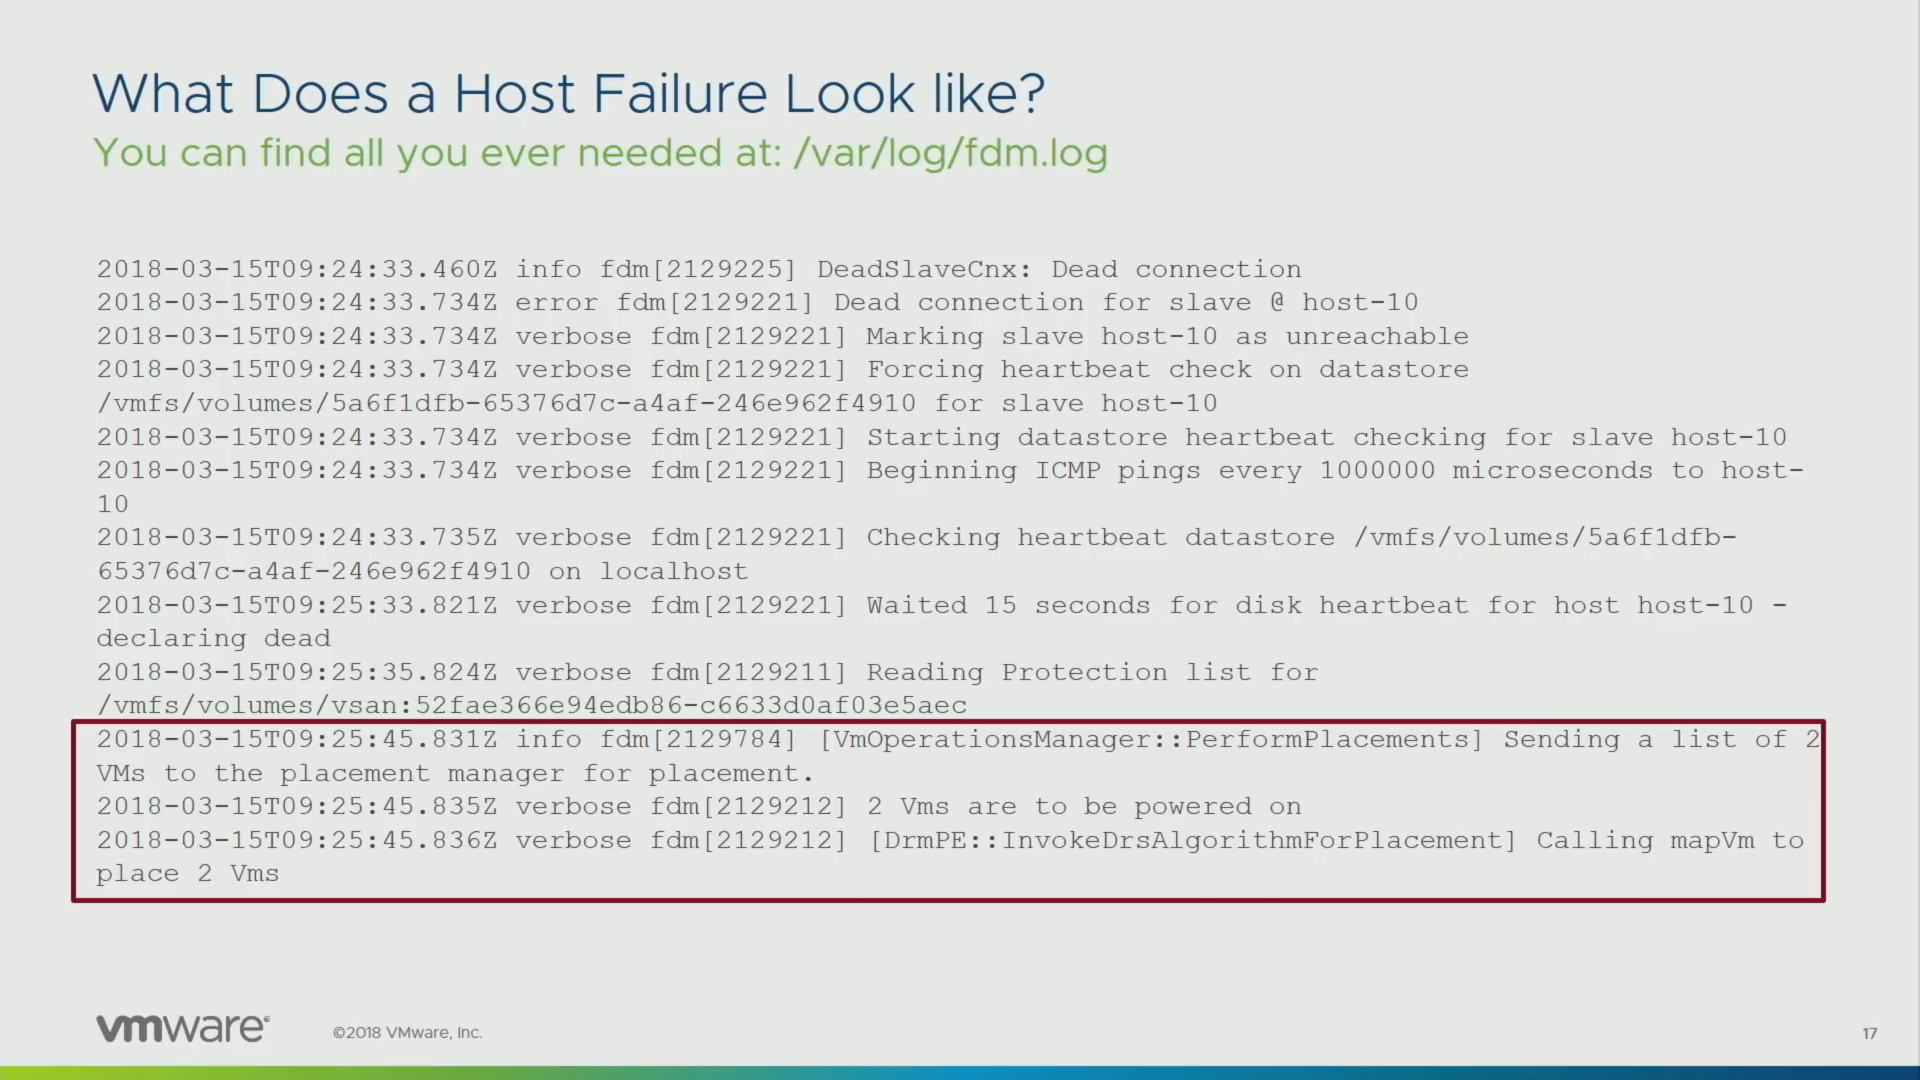 What Does a Host Failure Look like?
You can find all you ever needed at: /var/log/fdm.log
2018-03-15T09:24:33.460Z info fdm[2129225] DeadSlaveCnx: Dead connection
2018-03-15T09:24:33.734Z error fdm[2129221] Dead connection for slave @ host-10
2018-03-15T09:24:33.734Z verbose fdm[2129221] Marking slave host-10 as unreachable
2018-03-15T09:24:33.734Z verbose fdm[2129221] Forcing heartbeat check on datastore
/vmfs/volumes/5a6f1dfb-65376d7c-a4af-246e962f4910 for slave host-10
2018-03-15T09:24:33.734Z verbose fdm[2129221] Starting datastore heartbeat checking for slave host-10
2018-03-15T09:24:33.734Z verbose fdm[2129221] Beginning ICMP pings every 1000000 microseconds to host-
10
2018-03-15T09:24:33.735Z verbose fdm[2129221] Checking heartbeat datastore /vmfs/volumes/5a6f1dfb-
65376d7c-a4af-246e962f4910 on localhost
2018-03-15T09:25:33.821Z verbose fdm[2129221] Waited 15 seconds for disk heartbeat for host host-10 -
declaring dead
2018-03-15T09:25:35.824Z verbose fdm[2129211] Reading Protection list for
/vmfs/volumes/vsan:52fae366e94edb86-c6633d0af03e5aec
2018-03-15T09:25:45.831Z info fdm[2129784] [VmOperationsManager::PerformPlacements] Sending a list of 2
VMs to the placement manager for placement.
2018-03-15T09:25:45.835Z verbose fdm[2129212] 2 Vms are to be powered on
2018-03-15T09:25:45.836Z verbose fdm[2129212] [DrmPE::InvokeDrsAlgorithmForPlacement] Calling mapVm to
place 2 Vms
vmware®
©2018 VMware, Inc.
17